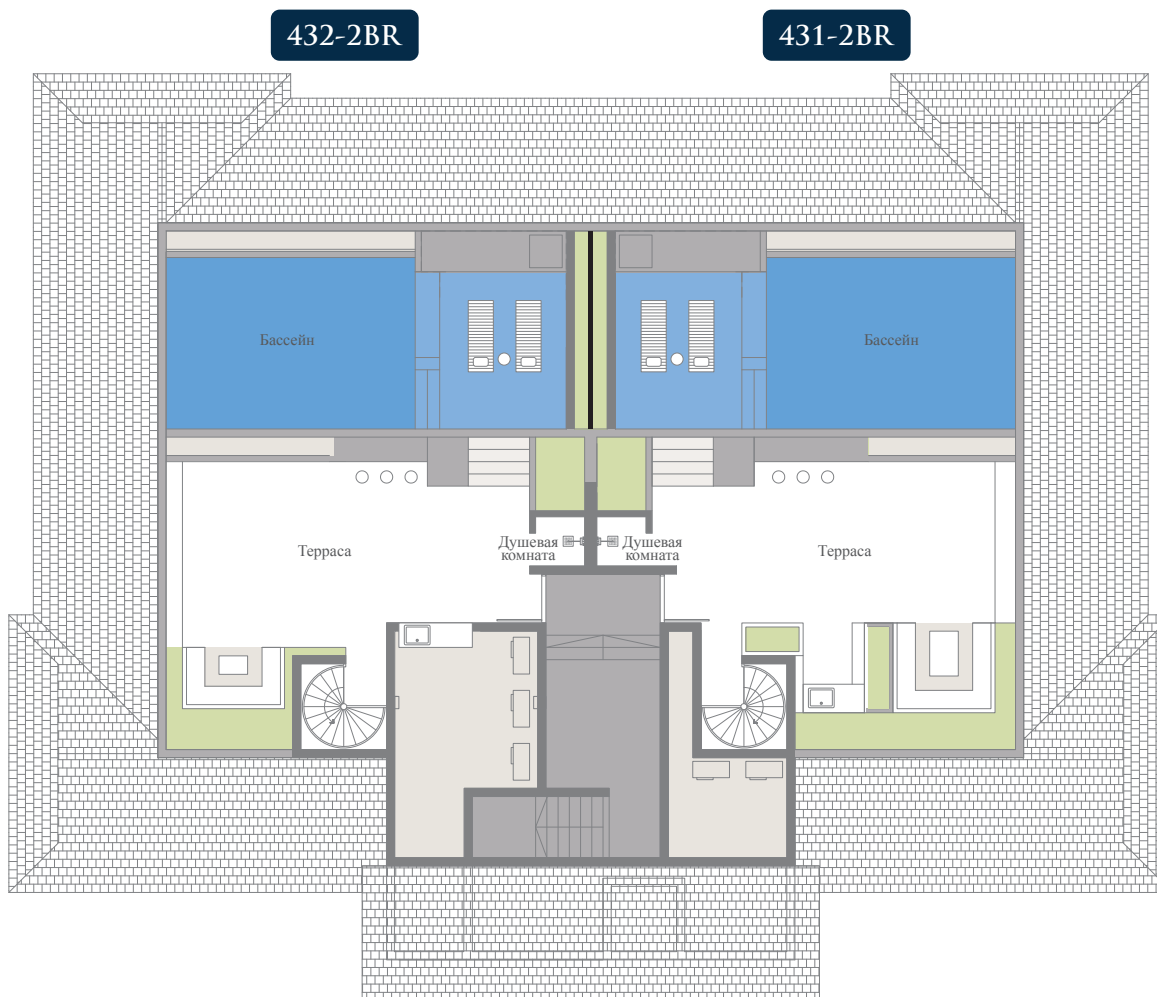 432-2BR
431-2BR
Бассейн
Бассейн
Душевая
комната
Душевая
комната
Терраса
Терраса